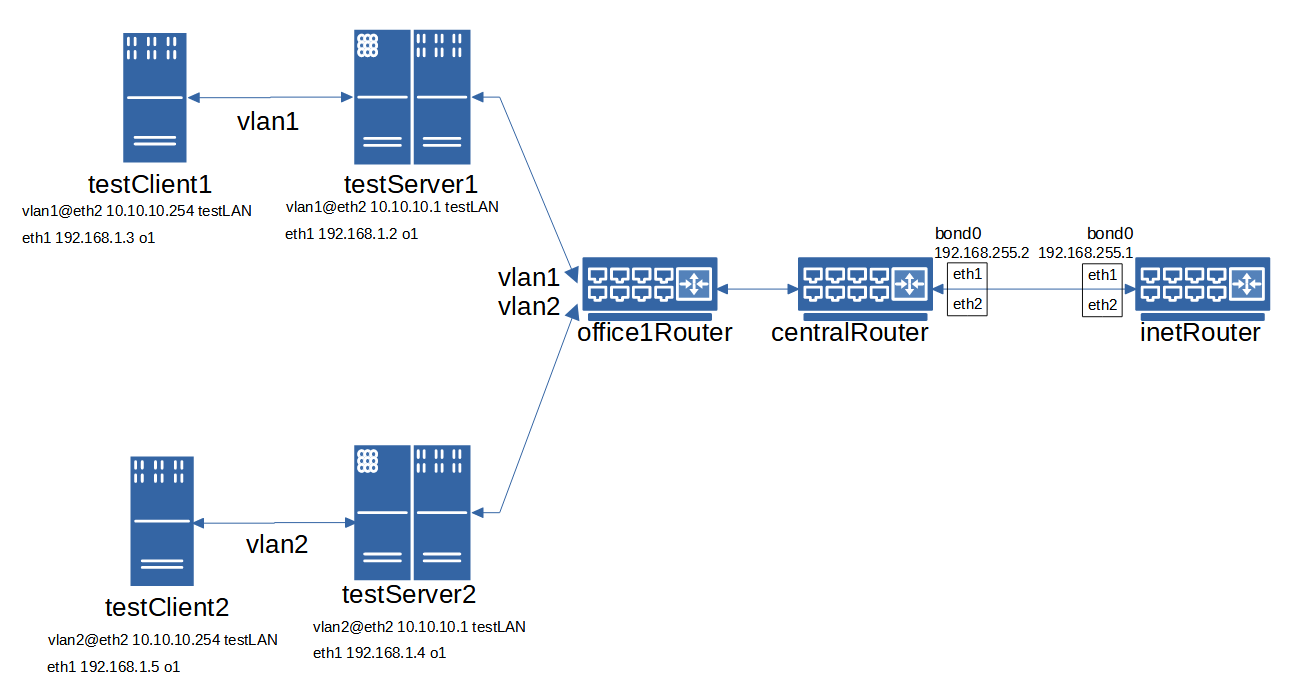 vlan1
testClient1
vlan1@eth2 10.10.10.254 testLAN
eth1 192.168.1.3 o1
testServer1
vlan1@eth2 10.10.10.1 testLAN
eth1 192.168.1.2 o1
vlan1
vlan2
office1Router
centralRouter
bond0
192.168.255.2
eth1
eth2
bond0
192.168.255.1
eth1
eth2
inetRouter
vlan2
testClient2
vlan2@eth2 10.10.10.254 testLAN
eth1 192.168.1.5 o1
testServer2
vlan2@eth2 10.10.10.1 testLAN
eth1 192.168.1.4 o1